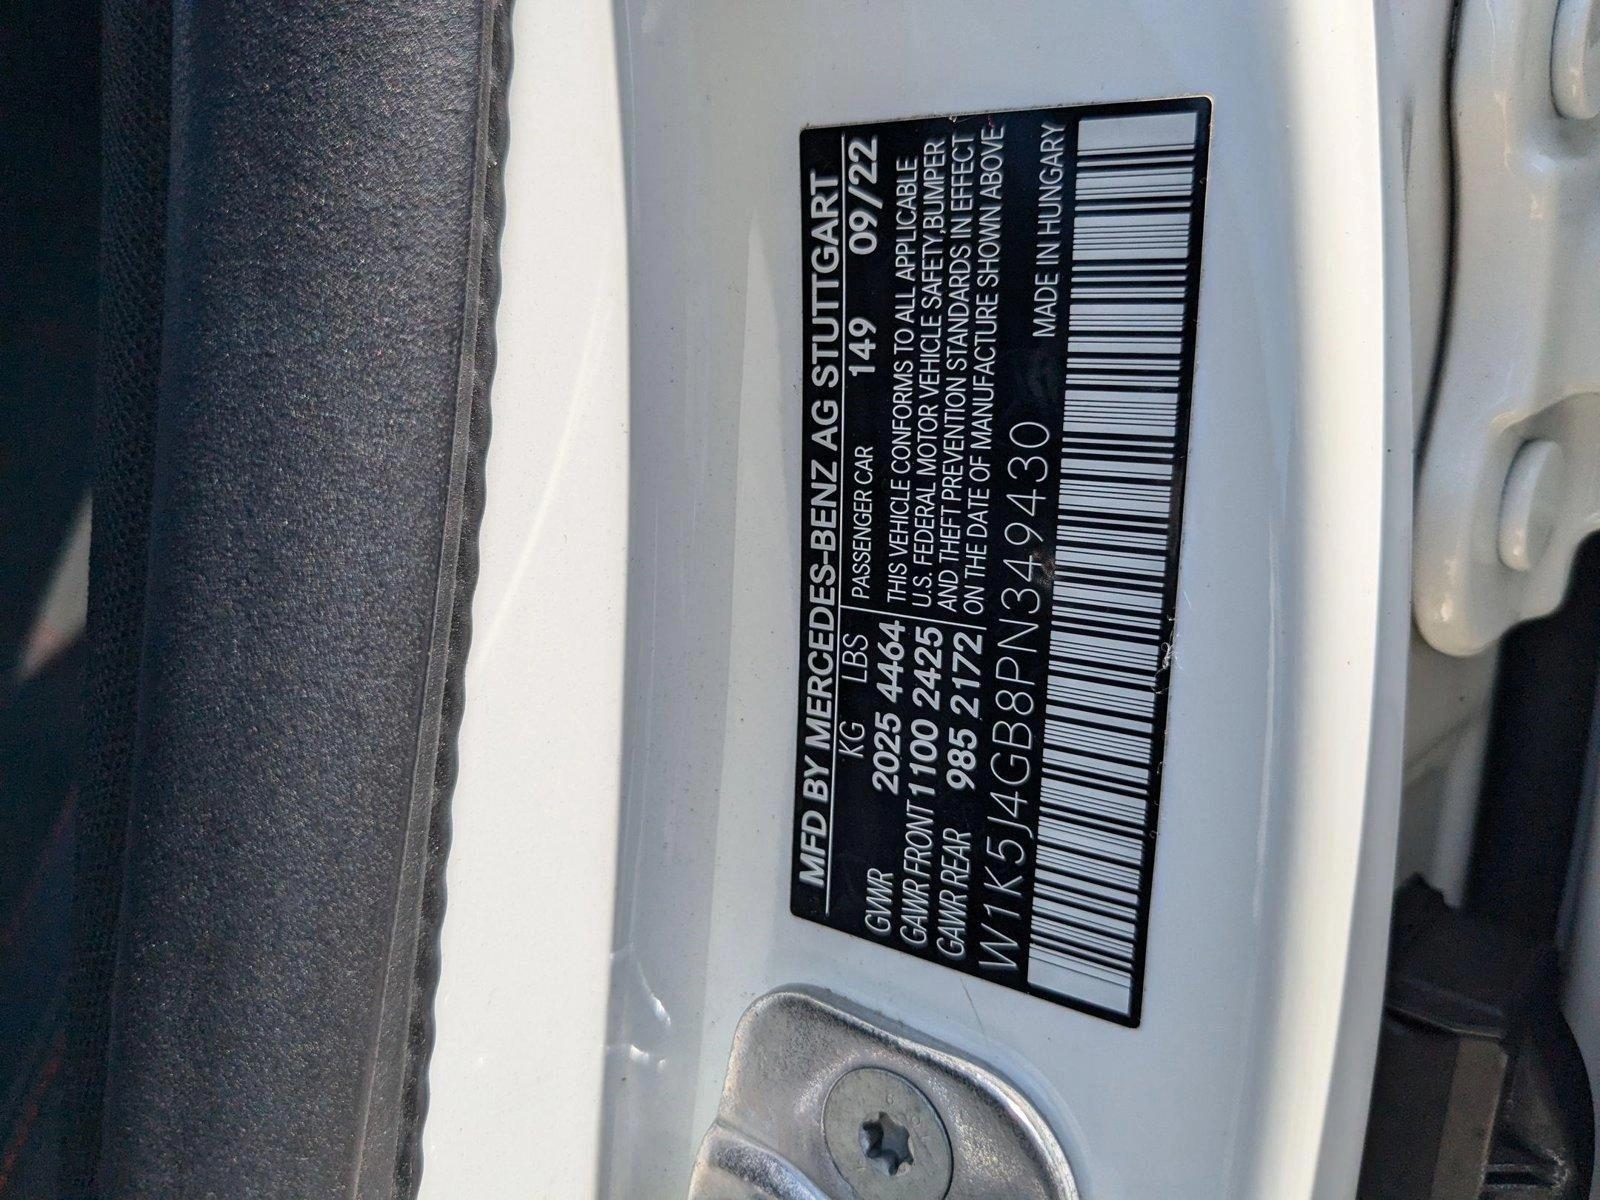 MFD BY MERCEDES-BENZ AG STUTTGART
KG LBS PASSENGER CAR 149 09/22
GVWR 2025 4464 THIS VEHICLE CONFORMS TO ALL APPLICABLE
GAWR FRONT 1100 2425 U.S. FEDERAL MOTOR VEHICLE SAFETY,BUMPER
GAWR REAR 985 2172 AND THEFT PREVENTION STANDARDS IN EFFECT
ON THE DATE OF MANUFACTURE SHOWN ABOVE
W1K5J4GB8PN349430 MADE IN HUNGARY